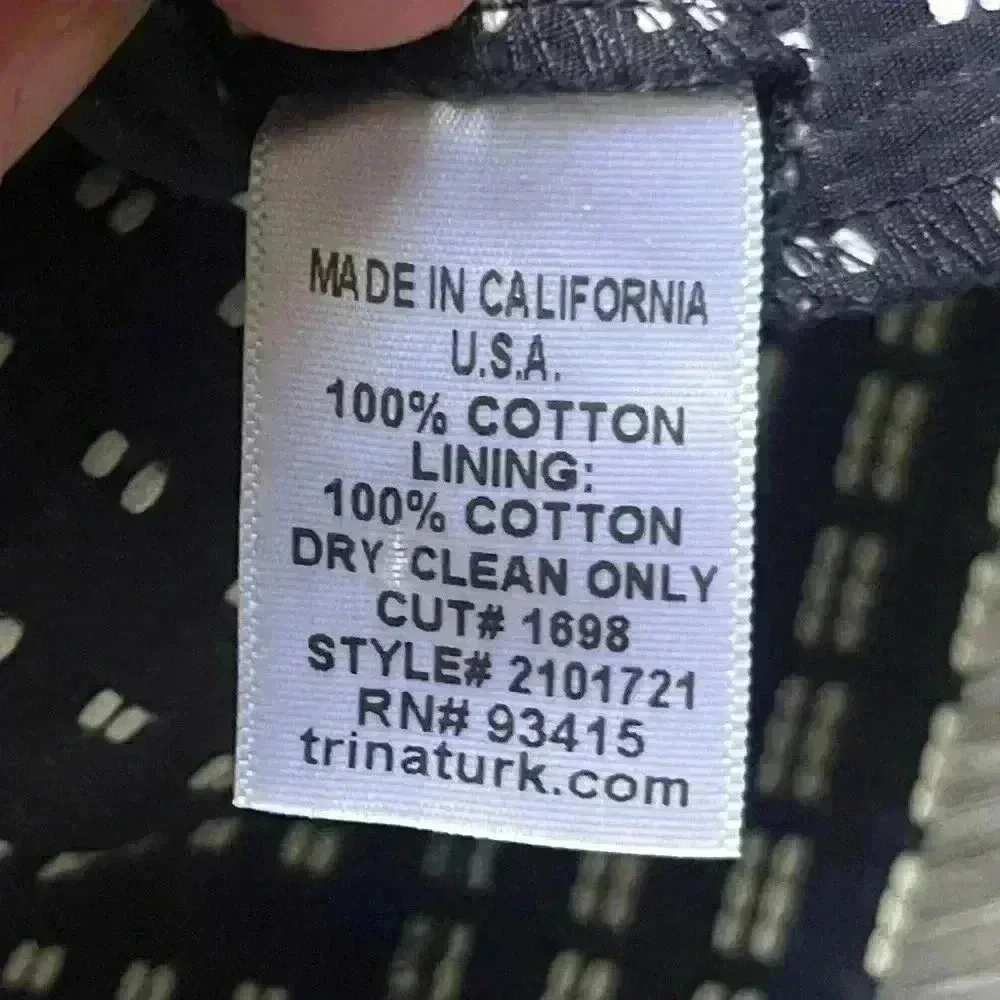 MADE IN CALIFORNIA
U.S.A.
100% COTTON
LINING:
100% COTTON
DRY CLEAN ONLY
CUT# 1698
STYLE# 2101721
RN# 93415
trinaturk.com